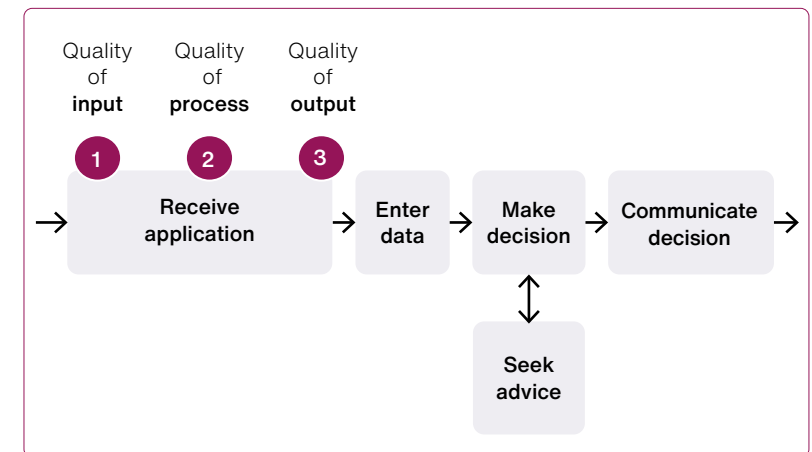 Quality
of
input
Quality
of
process
Quality
of
output
1
2
3
Receive
application
Enter
data
Make
decision
Communicate
decision
Seek
advice